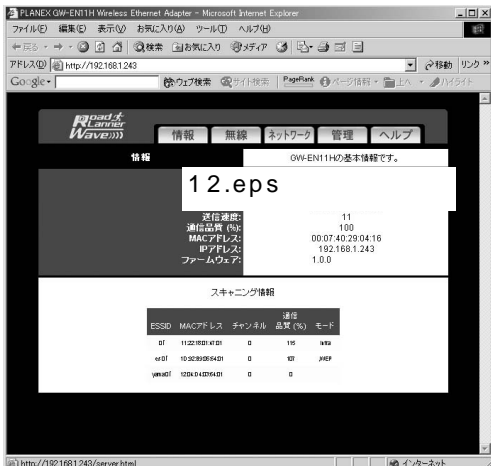 PLANEX GW-EN11H Wireless Ethernet Adapter - Microsoft Internet Explorer
ファイル(F) 編集(E) 表示(V) お気に入り(A) ツール(T) ヘルプ(H)
戻る 検索 お気に入り メディア
アドレス(D) http://192.168.1.243 移動 リンク »
Google ウェブ検索 サイト検索 PageRank ページ情報 上へ ハイライト
Road Lanner
Wave))))
情報 無線 ネットワーク 管理 ヘルプ
情報 GW-EN11Hの基本情報です。
12.eps
送信速度: 11
通信品質 (%): 100
MACアドレス: 00:07:40:29:04:16
IPアドレス: 192.168.1.243
ファームウェア: 1.0.0
スキャニング情報
ESSID MACアドレス チャンネル 通信品質 (%) モード
0 115 Infra
0 107
0 0
http://192.168.1.243/server.html インターネット